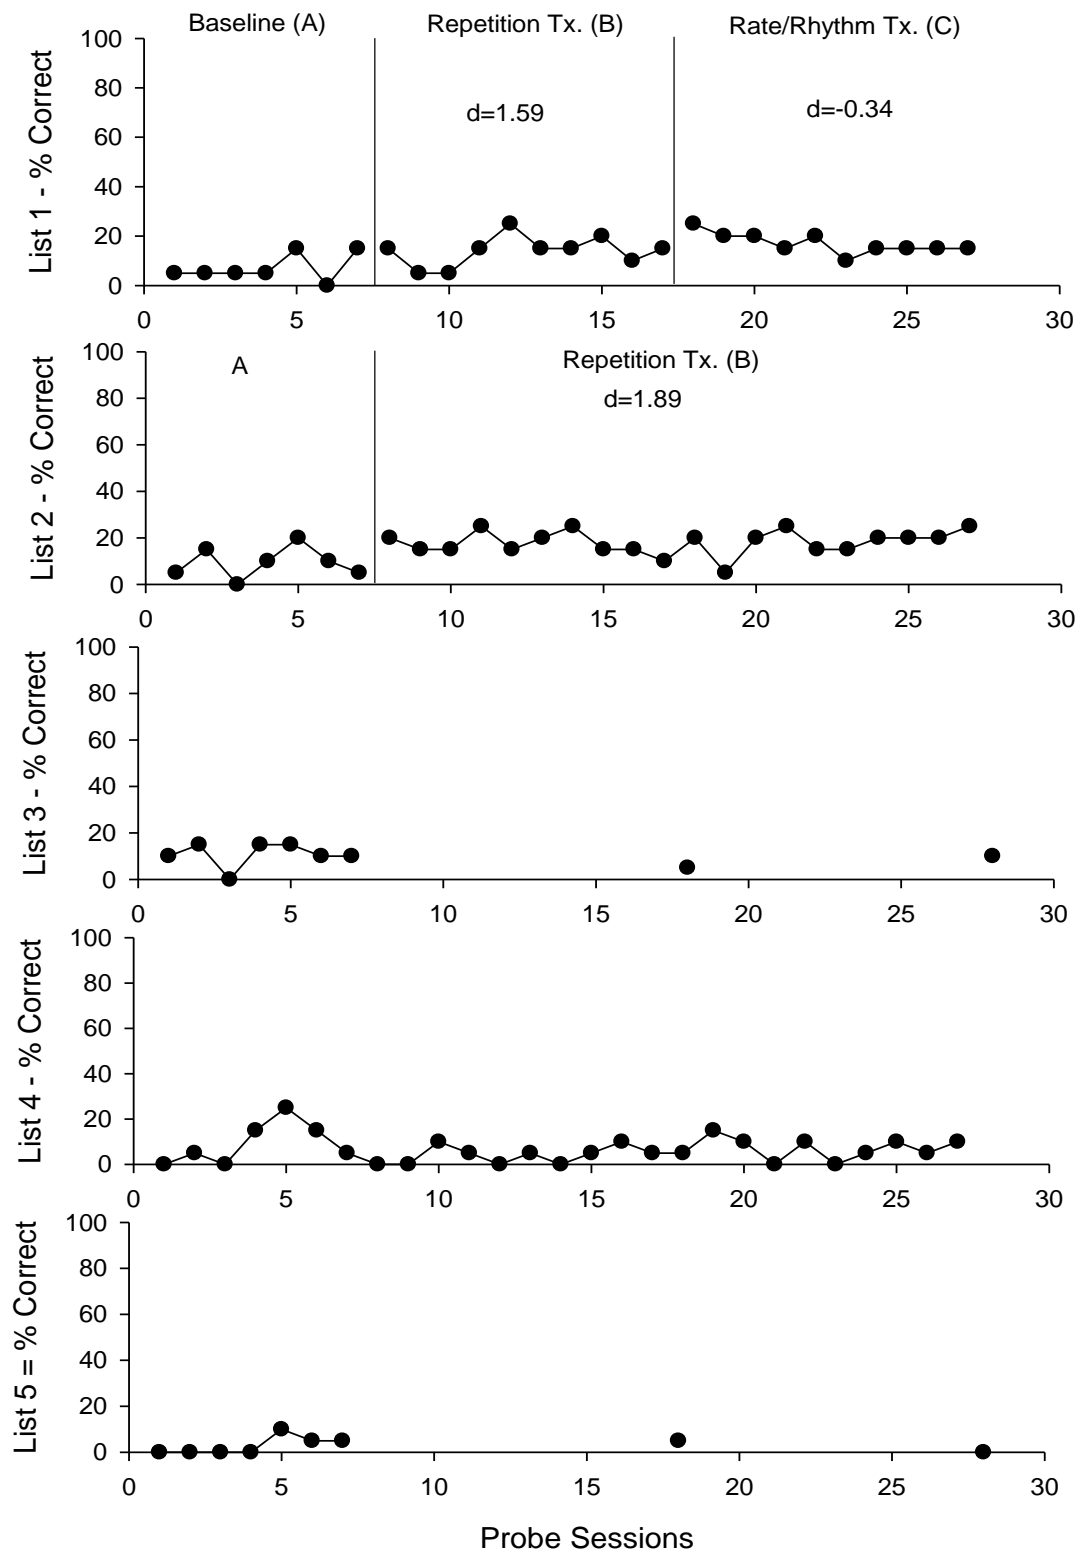 Baseline (A) Repetition Tx. (B) Rate/Rhythm Tx. (C)
List 1 - % Correct
100
80
60
40
20
0
d=1.59 d=-0.34
0 5 10 15 20 25 30
List 2 - % Correct
100
80
60
40
20
0
A Repetition Tx. (B)
d=1.89
0 5 10 15 20 25 30
List 3 - % Correct
100
80
60
40
20
0
0 5 10 15 20 25 30
List 4 - % Correct
100
80
60
40
20
0
0 5 10 15 20 25 30
List 5 = % Correct
100
80
60
40
20
0
0 5 10 15 20 25 30
Probe Sessions